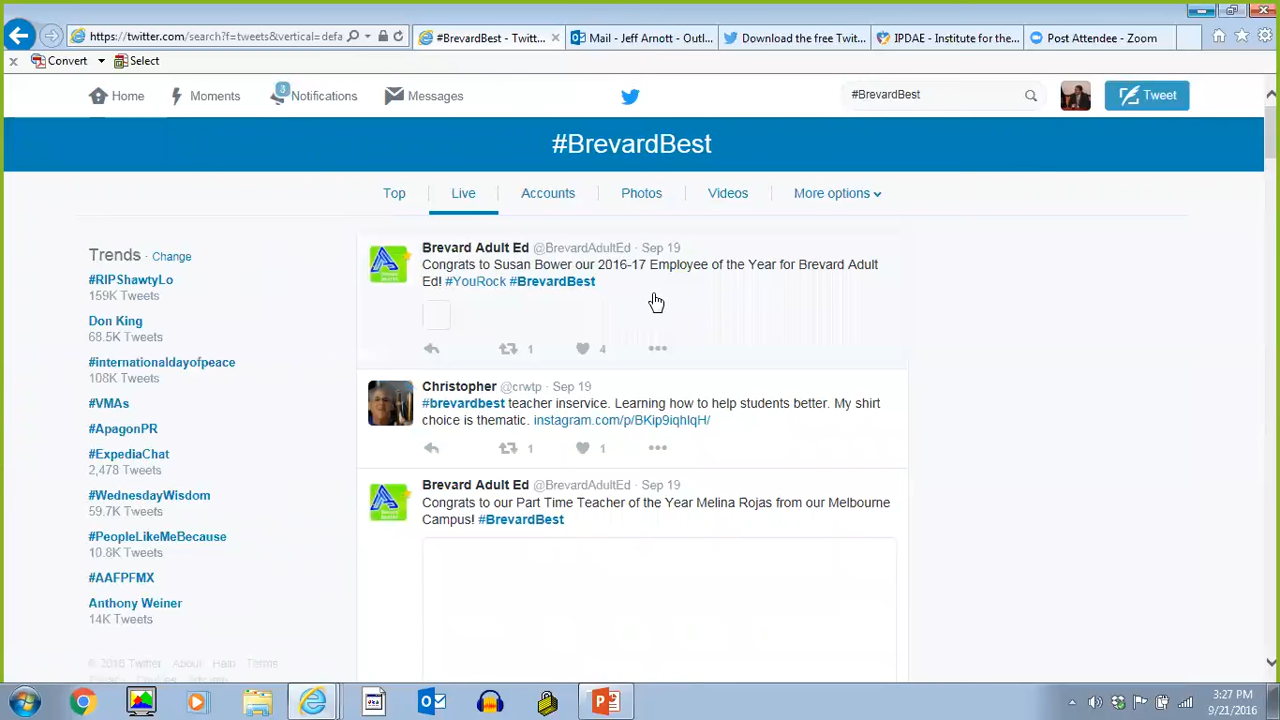 https://twitter.com/search?f=tweets&vertical=defa
#BrevardBest - Twitt...
Mail - Jeff Arnott - Outl...
Download the free Twit...
IPDAE - Institute for the...
Post Attendee - Zoom
Convert
Select
Home
Moments
3
Notifications
Messages
#BrevardBest
Tweet
#BrevardBest
Top
Live
Accounts
Photos
Videos
More options
Trends · Change
#RIPShawtyLo
159K Tweets
Don King
68.5K Tweets
#internationaldayofpeace
108K Tweets
#VMAs
#ApagonPR
#ExpediaChat
2,478 Tweets
#WednesdayWisdom
59.7K Tweets
#PeopleLikeMeBecause
10.8K Tweets
#AAFPFMX
Anthony Weiner
14K Tweets
© 2016 Twitter About Help Terms
Brevard Adult Ed @BrevardAdultEd · Sep 19
Congrats to Susan Bower our 2016-17 Employee of the Year for Brevard Adult
Ed! #YouRock #BrevardBest
1
4
Christopher @crwtp · Sep 19
#brevardbest teacher inservice. Learning how to help students better. My shirt
choice is thematic. instagram.com/p/BKip9iqhIqH/
1
1
Brevard Adult Ed @BrevardAdultEd · Sep 19
Congrats to our Part Time Teacher of the Year Melina Rojas from our Melbourne
Campus! #BrevardBest
3:27 PM
9/21/2016